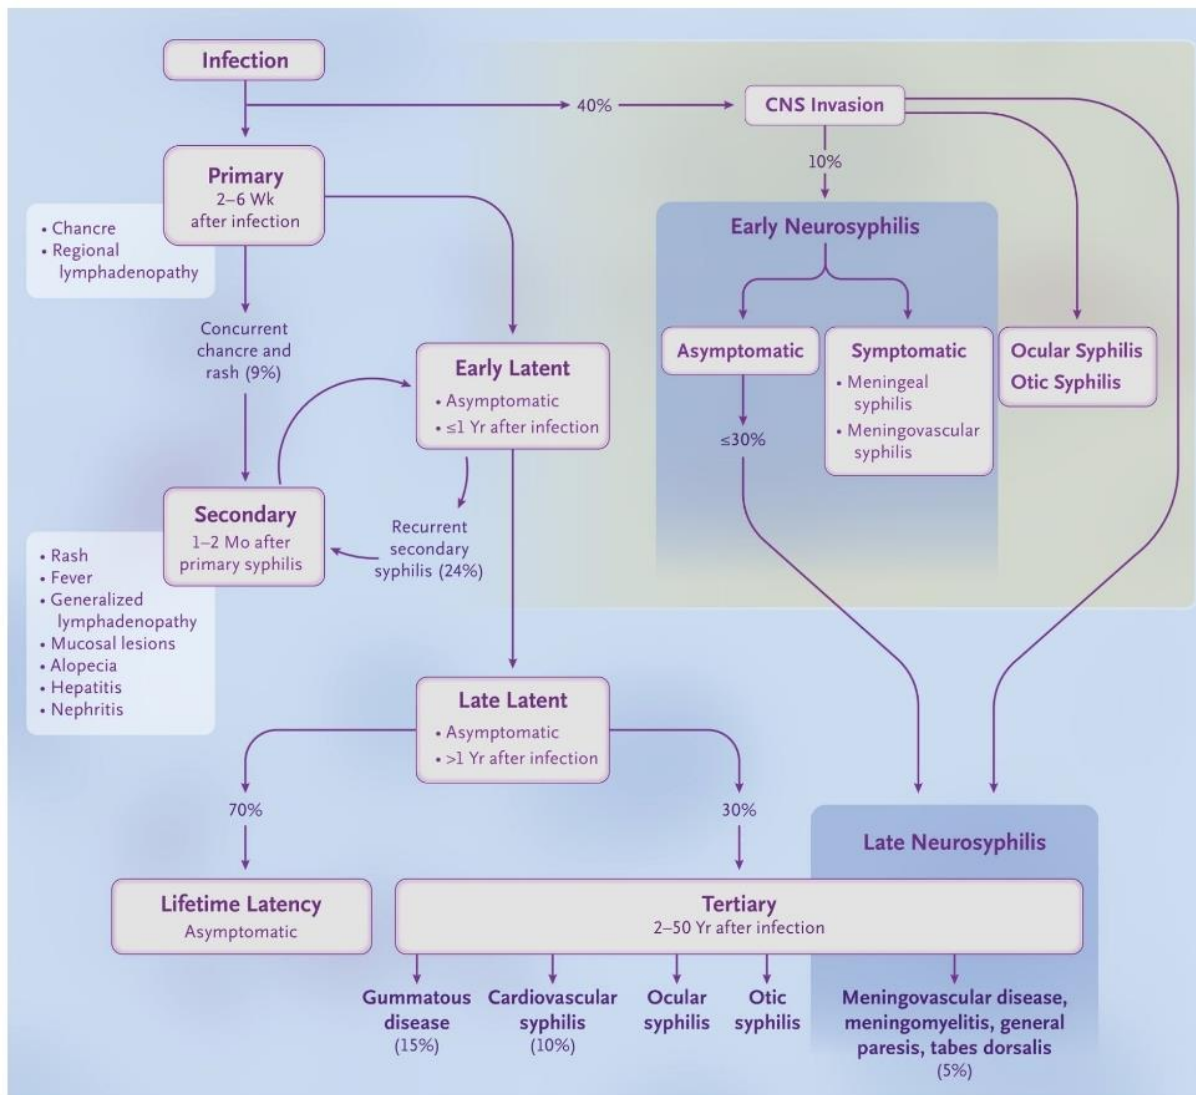 Infection
40%
CNS Invasion
10%
Primary
2–6 Wk
after infection
• Chancre
• Regional
lymphadenopathy
Early Neurosyphilis
Concurrent
chancre and
rash (9%)
Early Latent
• Asymptomatic
• ≤1 Yr after infection
Asymptomatic
≤30%
Symptomatic
• Meningeal
syphilis
• Meningovascular
syphilis
Ocular Syphilis
Otic Syphilis
Secondary
1–2 Mo after
primary syphilis
Recurrent
secondary
syphilis (24%)
• Rash
• Fever
• Generalized
lymphadenopathy
• Mucosal lesions
• Alopecia
• Hepatitis
• Nephritis
Late Latent
• Asymptomatic
• >1 Yr after infection
70%
30%
Late Neurosyphilis
Lifetime Latency
Asymptomatic
Tertiary
2–50 Yr after infection
Gummatous
disease
(15%)
Cardiovascular
syphilis
(10%)
Ocular
syphilis
Otic
syphilis
Meningovascular disease,
meningomyelitis, general
paresis, tabes dorsalis
(5%)